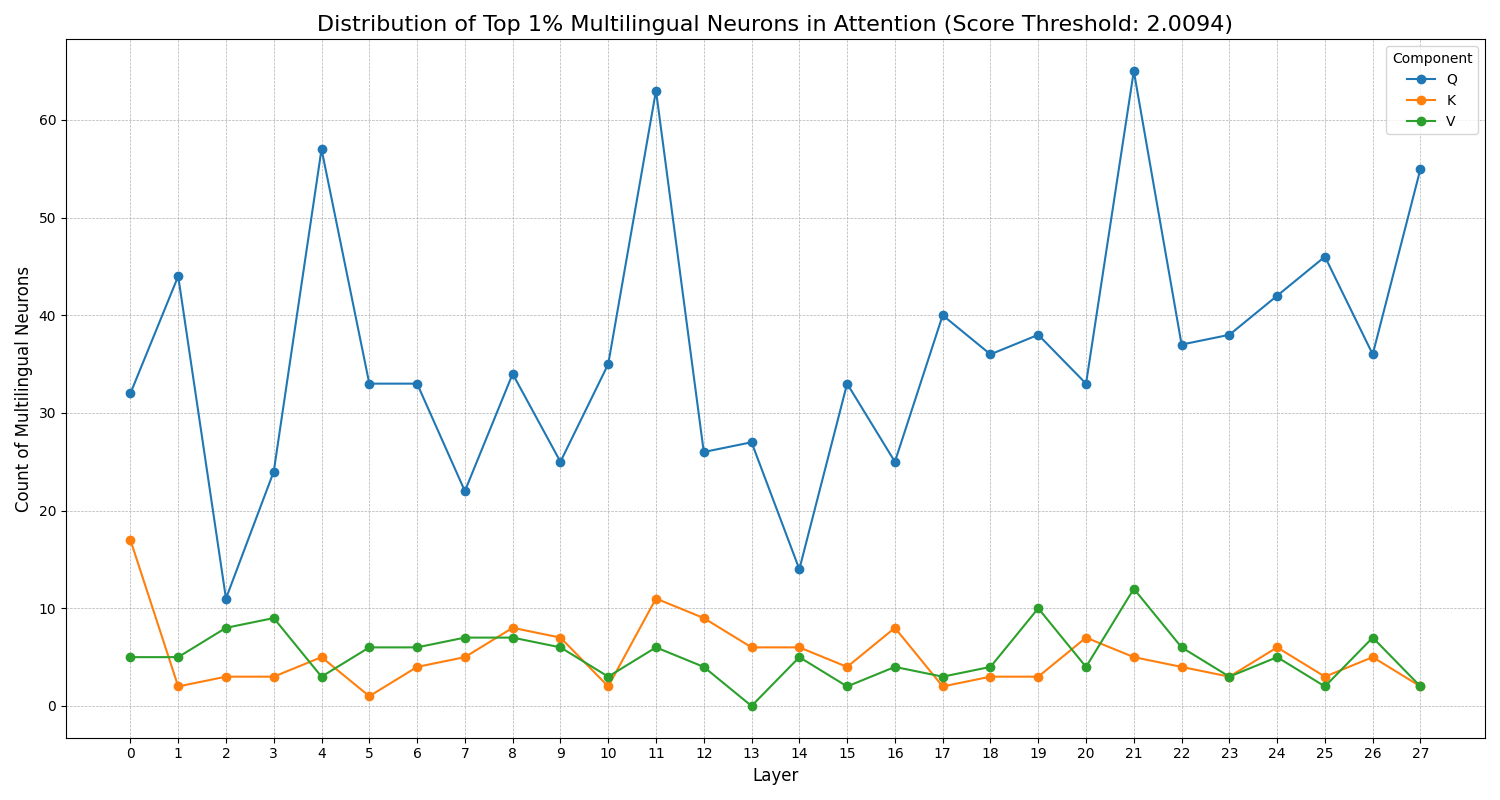 Distribution of Top 1% Multilingual Neurons in Attention (Score Threshold: 2.0094)
Component
Q
K
V
Count of Multilingual Neurons
60
50
40
30
20
10
0
0 1 2 3 4 5 6 7 8 9 10 11 12 13 14 15 16 17 18 19 20 21 22 23 24 25 26 27
Layer